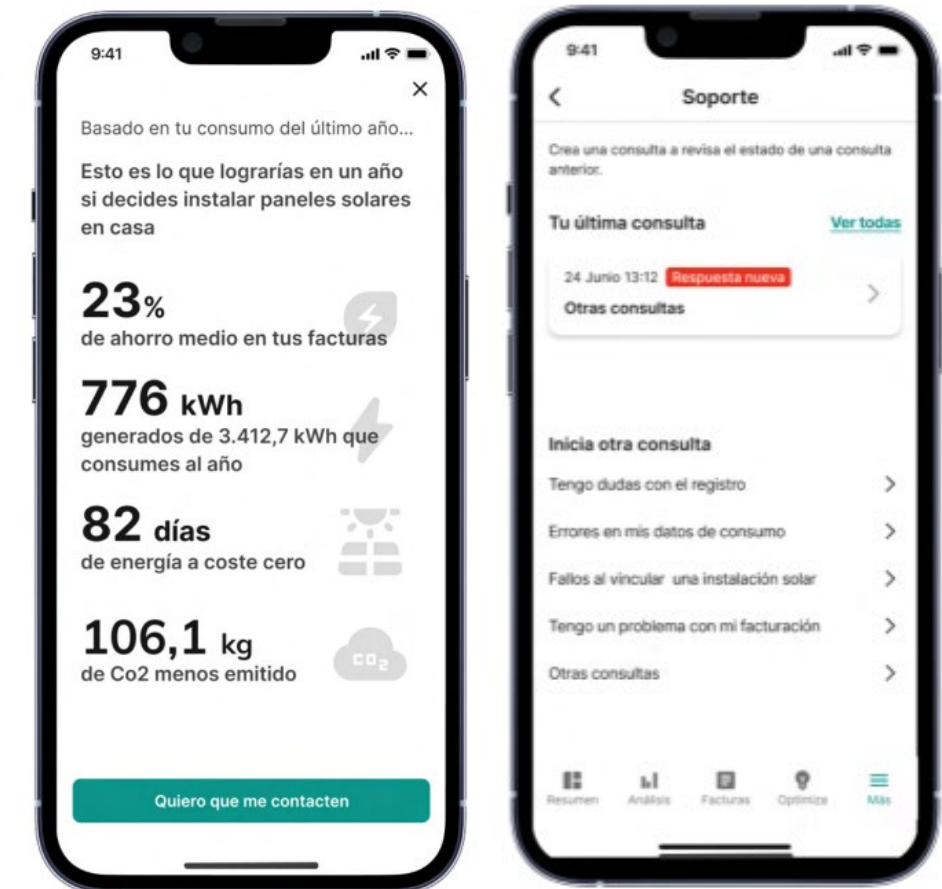 9:41
Basado en tu consumo del último año...
Esto es lo que lograrías en un año
si decides instalar paneles solares
en casa
23%
de ahorro medio en tus facturas
776 kWh
generados de 3.412,7 kWh que
consumes al año
82 días
de energía a coste cero
106,1 kg
de Co2 menos emitido
CO2
Quiero que me contacten
9:41
Soporte
Crea una consulta a revisa el estado de una consulta
anterior.
Tu última consulta
Ver todas
24 Junio 13:12 Respuesta nueva
Otras consultas
Inicia otra consulta
Tengo dudas con el registro
Errores en mis datos de consumo
Fallos al vincular una instalación solar
Tengo un problema con mi facturación
Otras consultas
Resumen Análisis Facturas Optimiza Más